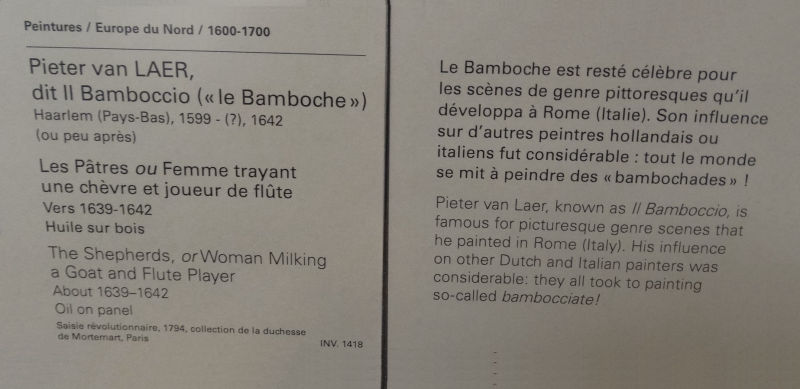 Peintures / Europe du Nord / 1600-1700
Pieter van LAER,
dit Il Bamboccio (« le Bamboche »)
Haarlem (Pays-Bas), 1599 - (?), 1642
(ou peu après)
Les Pâtres ou Femme trayant
une chèvre et joueur de flûte
Vers 1639-1642
Huile sur bois
The Shepherds, or Woman Milking
a Goat and Flute Player
About 1639–1642
Oil on panel
Saisie révolutionnaire, 1794, collection de la duchesse
de Mortemart, Paris
INV. 1418
Le Bamboche est resté célèbre pour
les scènes de genre pittoresques qu'il
développa à Rome (Italie). Son influence
sur d'autres peintres hollandais ou
italiens fut considérable : tout le monde
se mit à peindre des « bambochades » !
Pieter van Laer, known as Il Bamboccio, is
famous for picturesque genre scenes that
he painted in Rome (Italy). His influence
on other Dutch and Italian painters was
considerable: they all took to painting
so-called bambocciate!